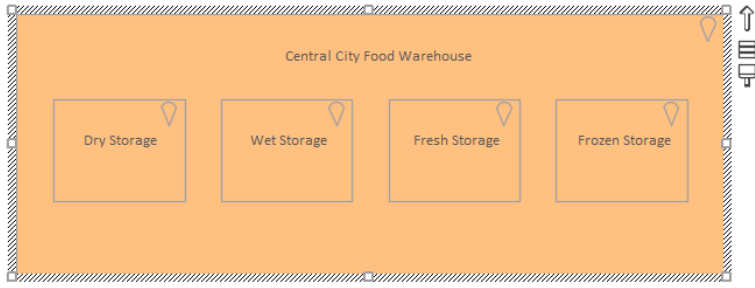 Central City Food Warehouse
Dry Storage
Wet Storage
Fresh Storage
Frozen Storage